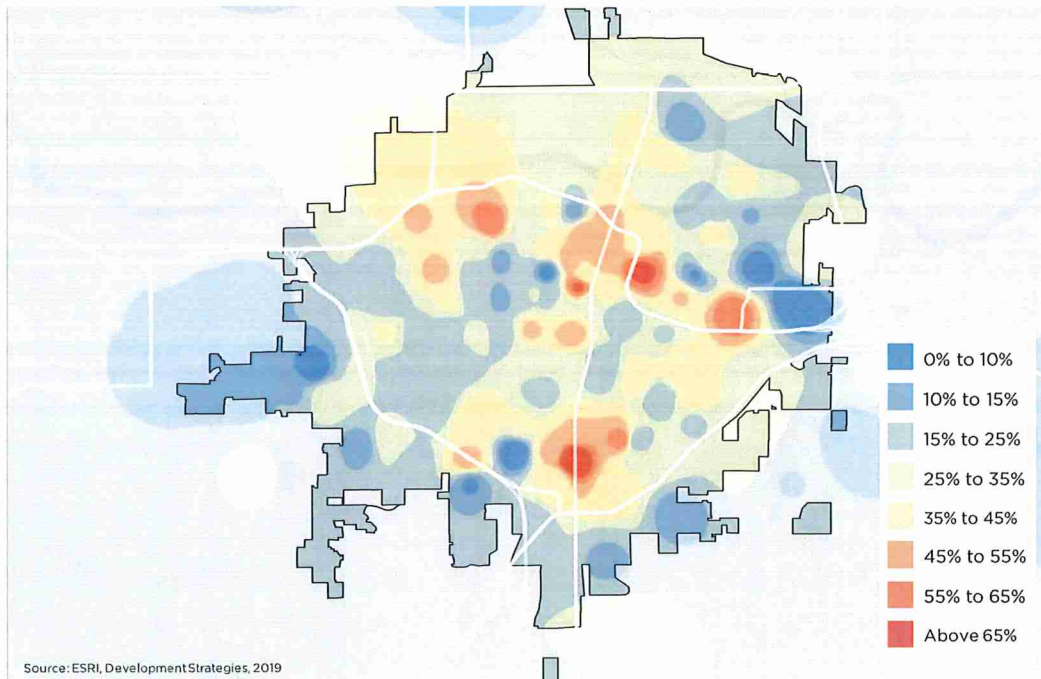 0% to 10%
10% to 15%
15% to 25%
25% to 35%
35% to 45%
45% to 55%
55% to 65%
Above 65%
Source: ESRI, Development Strategies, 2019